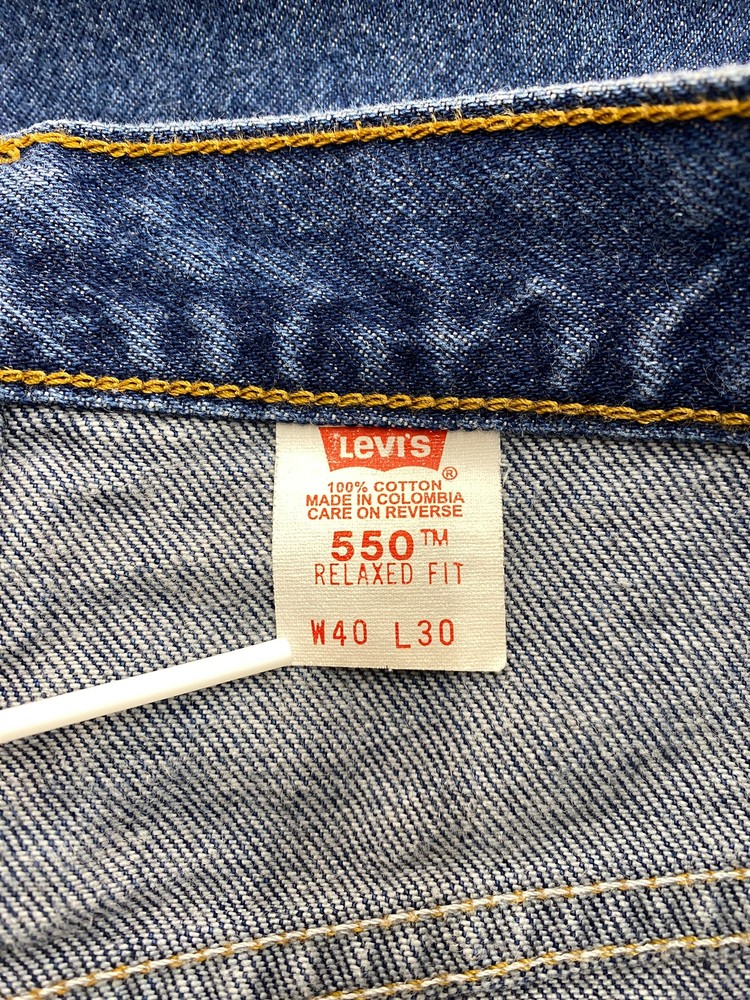 LEVI'S
®
100% COTTON
MADE IN COLOMBIA
CARE ON REVERSE
550™
RELAXED FIT
W40 L30